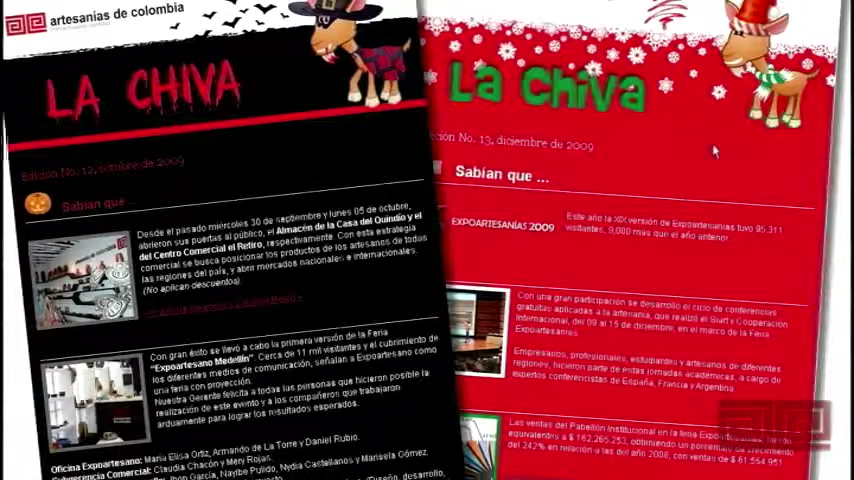 artesanías de colombia
LA CHIVA
Edición No. 12, octubre de 2009
Sabían que ...
Desde el pasado miércoles 30 de septiembre y lunes 05 de octubre,
abrieron sus puertas al público, el Almacén de la Casa del Quindío y el
del Centro Comercial el Retiro, respectivamente. Con esta estrategia
comercial se busca posicionar los productos de los artesanos de todas
las regiones del país, y abrir mercados nacionales e internacionales.
(No aplican descuentos)
Con gran éxito se llevó a cabo la primera versión de la Feria
"Expoartesano Medellín". Cerca de 11 mil visitantes y el cubrimiento de
los diferentes medios de comunicación, señalan a Expoartesano como
una feria con proyección.
Nuestra Gerente felicita a todas las personas que hicieron posible la
realización de este evento y a los compañeros que trabajaron
arduamente para lograr los resultados esperados.
Oficina Expoartesano: María Elisa Ortiz, Armando de La Torre y Daniel Rubio.
Subgerencia Comercial: Claudia Chacón y Mery Rojas.
Jhon García, Nayibe Pulido, Nydia Castellanos y Marisela Gómez.
La Chiva
ción No. 13, diciembre de 2009
Sabían que ...
EXPOARTESANÍAS 2009
Este año la XIX versión de Expoartesanías tuvo 95.311
visitantes, 9,000 más que el año anterior.
Con una gran participación se desarrolló el ciclo de conferencias
gratuitas aplicadas a la artesanía, que realizó el Siart y Cooperación
Internacional, del 09 al 15 de diciembre, en el marco de la Feria
Expoartesanías.
Empresarios, profesionales, estudiantes y artesanos de diferentes
regiones, hicieron parte de estas jornadas académicas, a cargo de
expertos conferencistas de España, Francia y Argentina.
Las ventas del Pabellón Institucional en la feria
equivalentes a $ 162.265.253, obteniendo un porcentaje de crecimiento
del 242% en relación a las del año 2008, con ventas de $ 61.554.951